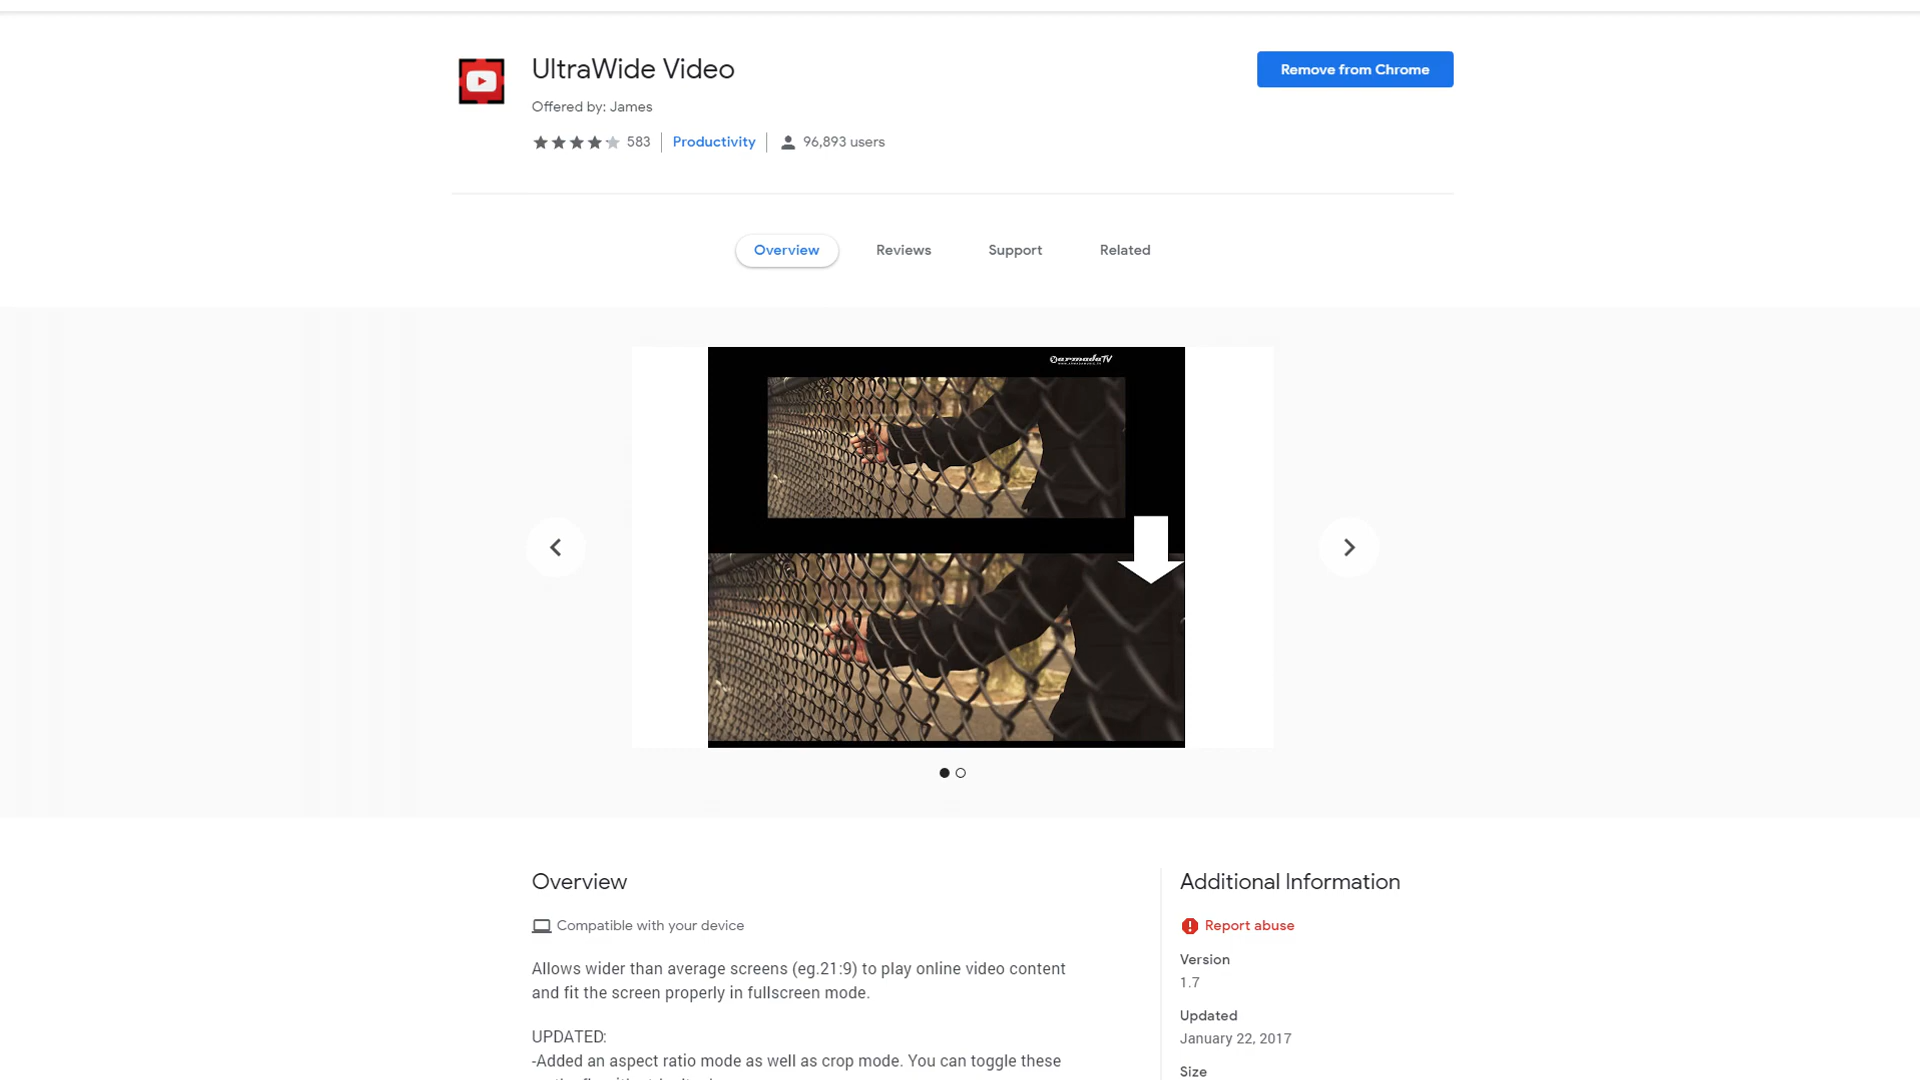 UltraWide Video
Remove from Chrome
Offered by: James
583 Productivity 96,893 users
Overview Reviews Support Related
armadaTV
Overview
Additional Information
Compatible with your device
Report abuse
Allows wider than average screens (eg.21:9) to play online video content
and fit the screen properly in fullscreen mode.
Version
1.7
Updated
January 22, 2017
UPDATED:
-Added an aspect ratio mode as well as crop mode. You can toggle these
Size